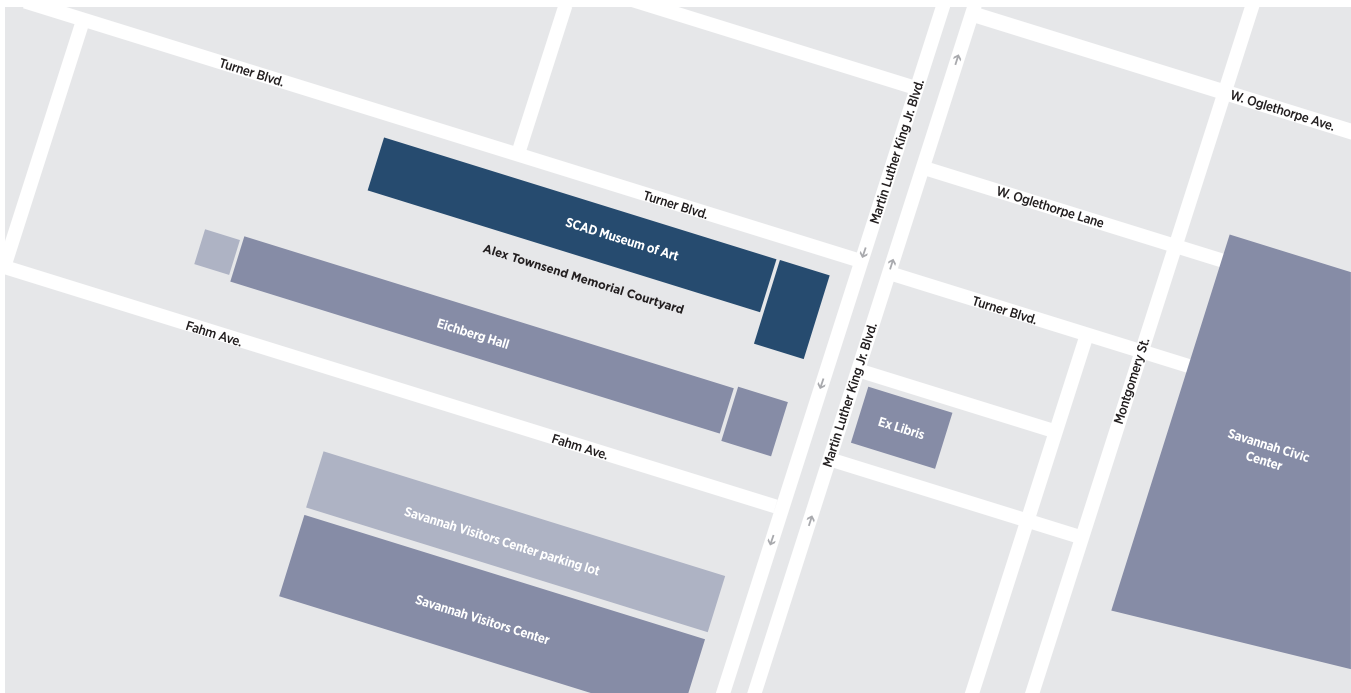 Turner Blvd.
W. Oglethorpe Ave.
Martin Luther King Jr. Blvd.
Turner Blvd.
W. Oglethorpe Lane
SCAD Museum of Art
Alex Townsend Memorial Courtyard
Turner Blvd.
Fahm Ave.
Eichberg Hall
Martin Luther King Jr. Blvd.
Montgomery St.
Ex Libris
Fahm Ave.
Savannah Civic
Center
Savannah Visitors Center parking lot
Savannah Visitors Center